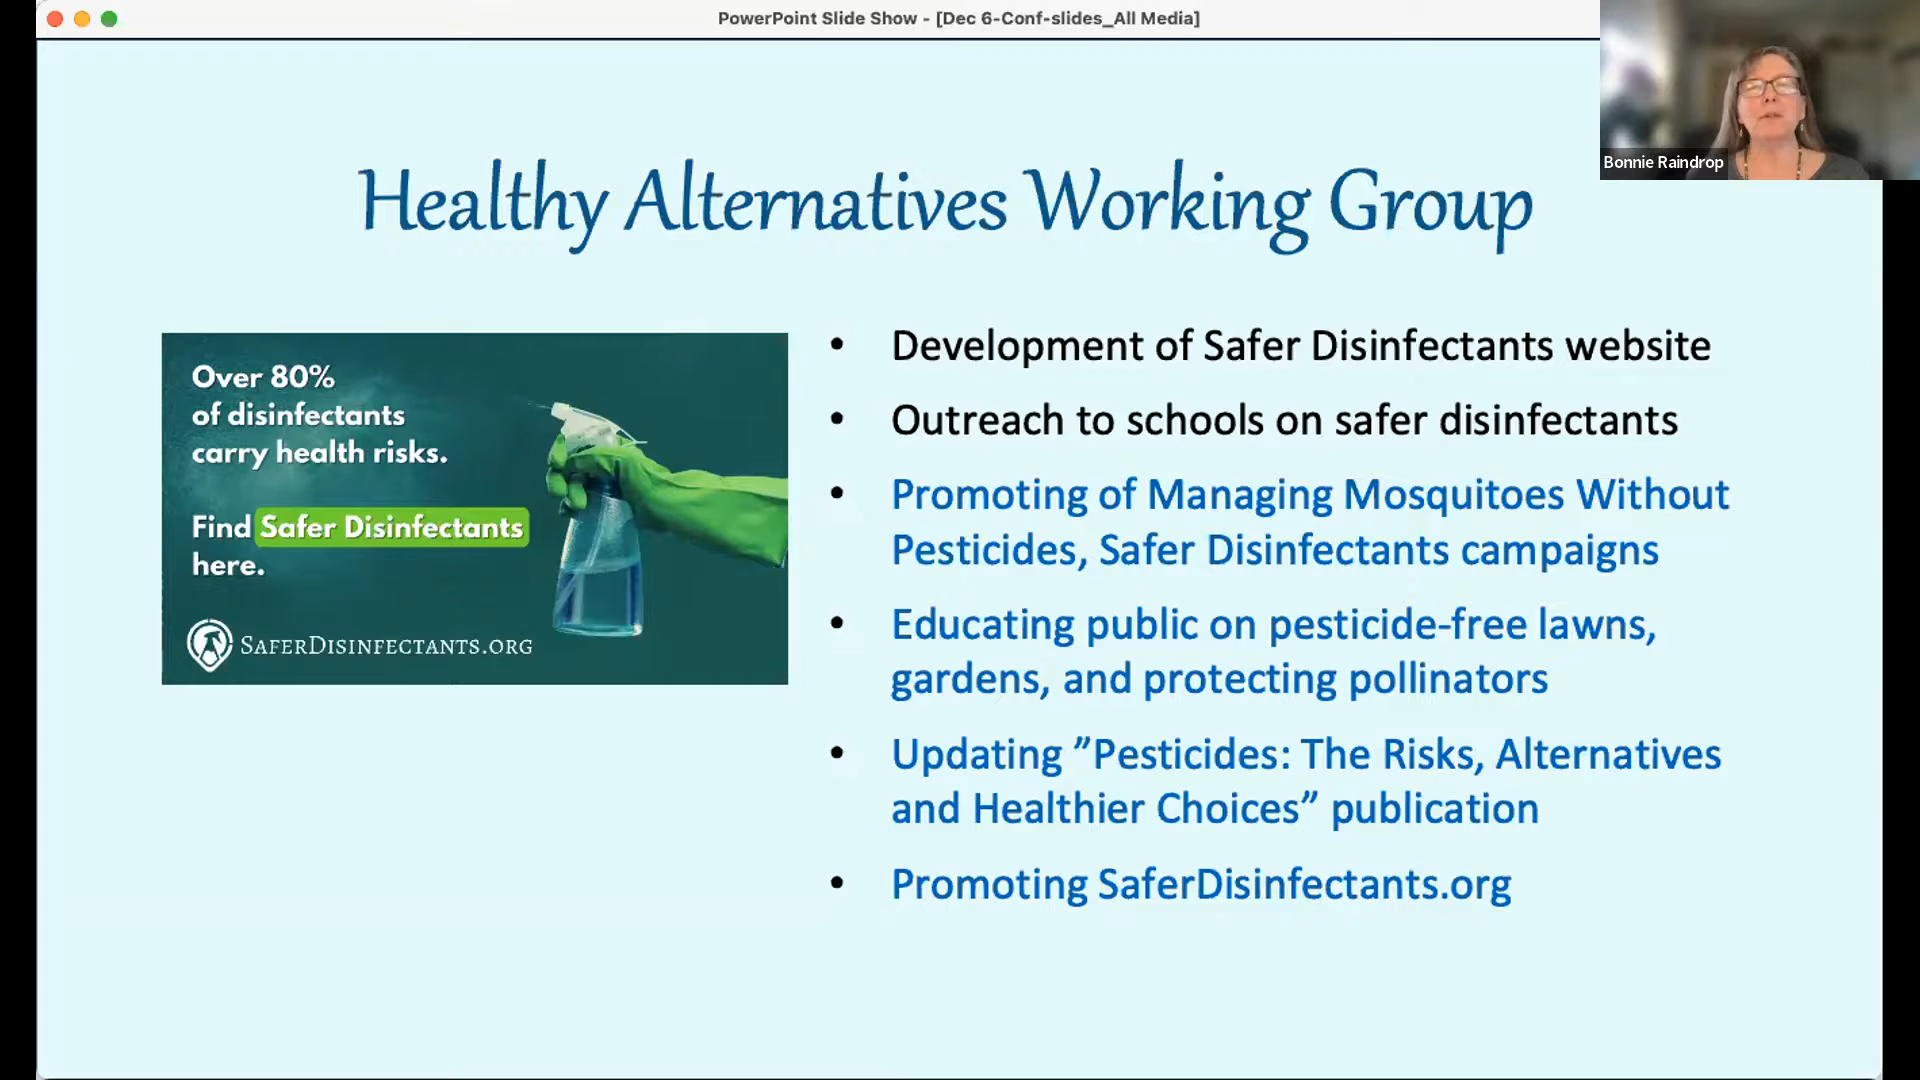 PowerPoint Slide Show - [Dec 6-Conf-slides_All Media]
Bonnie Raindrop
Healthy Alternatives Working Group
Over 80%
of disinfectants
carry health risks.
Find Safer Disinfectants
here.
SAFERDISINFECTANTS.ORG
• Development of Safer Disinfectants website
• Outreach to schools on safer disinfectants
• Promoting of Managing Mosquitoes Without
Pesticides, Safer Disinfectants campaigns
• Educating public on pesticide-free lawns,
gardens, and protecting pollinators
• Updating ”Pesticides: The Risks, Alternatives
and Healthier Choices” publication
• Promoting SaferDisinfectants.org